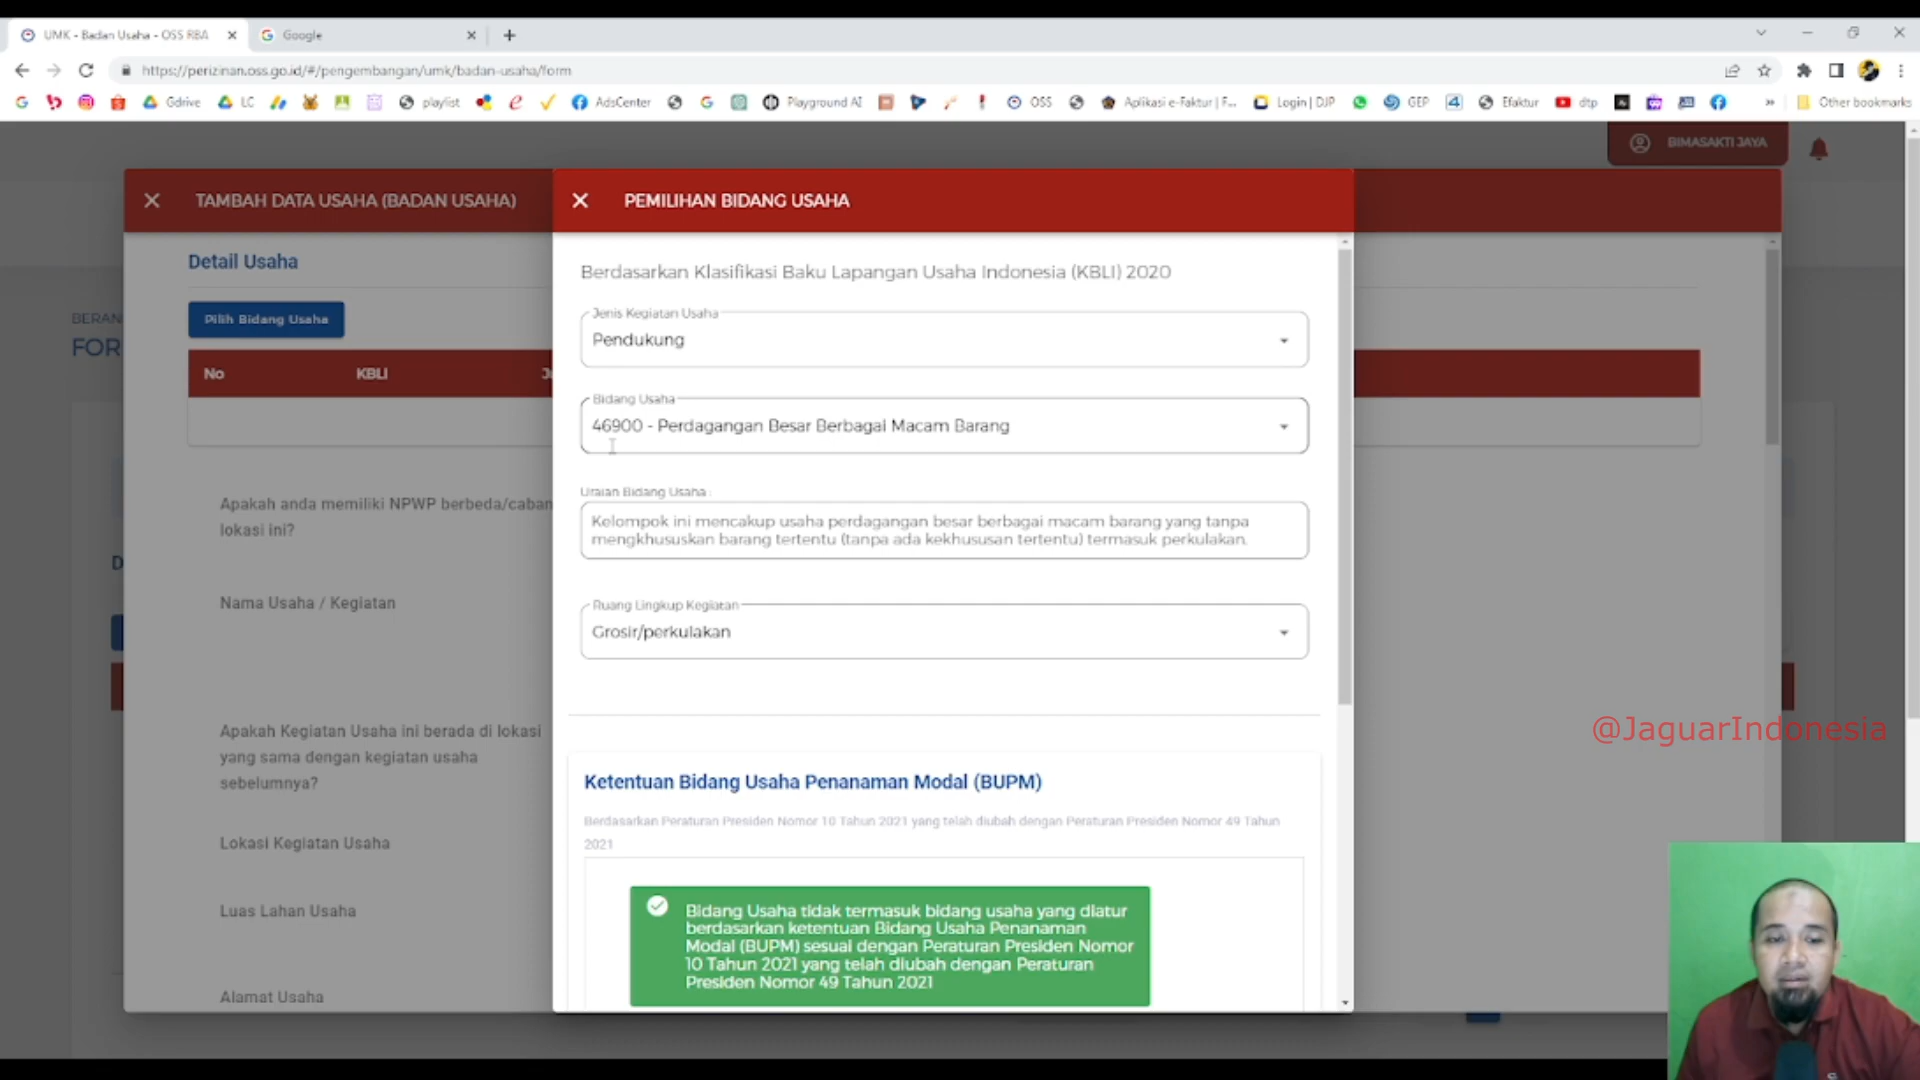 UMK - Badan Usaha - OSS RBA
Google
https://perizinan.oss.go.id/#/pengembangan/umk/badan-usaha/form
Gdrive
LC
playlist
AdsCenter
Playground AI
OSS
Aplikasi e-Faktur | F...
Login | DJP
GEP
Efaktur
dtp
Other bookmarks
BIMASAKTI JAYA
TAMBAH DATA USAHA (BADAN USAHA)
PEMILIHAN BIDANG USAHA
Detail Usaha
BERAN
Pilih Bidang Usaha
FOR
No
KBLI
Apakah anda memiliki NPWP berbeda/caban
lokasi ini?
Nama Usaha / Kegiatan
Apakah Kegiatan Usaha ini berada di lokasi
yang sama dengan kegiatan usaha
sebelumnya?
Lokasi Kegiatan Usaha
Luas Lahan Usaha
Alamat Usaha
Berdasarkan Klasifikasi Baku Lapangan Usaha Indonesia (KBLI) 2020
Jenis Kegiatan Usaha
Pendukung
Bidang Usaha
46900 - Perdagangan Besar Berbagai Macam Barang
Uraian Bidang Usaha :
Kelompok ini mencakup usaha perdagangan besar berbagai macam barang yang tanpa
mengkhususkan barang tertentu (tanpa ada kekhususan tertentu) termasuk perkulakan.
Ruang Lingkup Kegiatan
Grosir/perkulakan
Ketentuan Bidang Usaha Penanaman Modal (BUPM)
Berdasarkan Peraturan Presiden Nomor 10 Tahun 2021 yang telah diubah dengan Peraturan Presiden Nomor 49 Tahun
2021
Bidang Usaha tidak termasuk bidang usaha yang diatur
berdasarkan ketentuan Bidang Usaha Penanaman
Modal (BUPM) sesuai dengan Peraturan Presiden Nomor
10 Tahun 2021 yang telah diubah dengan Peraturan
Presiden Nomor 49 Tahun 2021
@JaguarIndonesia